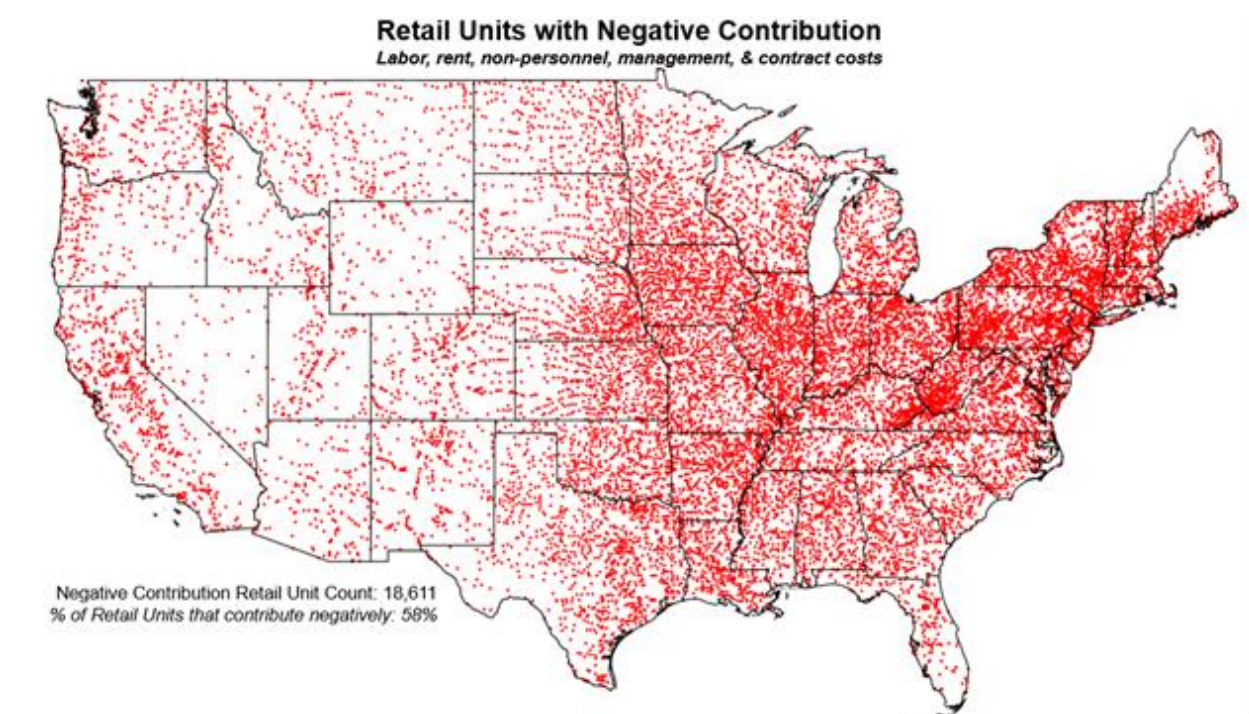 Retail Units with Negative Contribution
Labor, rent, non-personnel, management, & contract costs
Negative Contribution Retail Unit Count: 18,611
% of Retail Units that contribute negatively: 58%